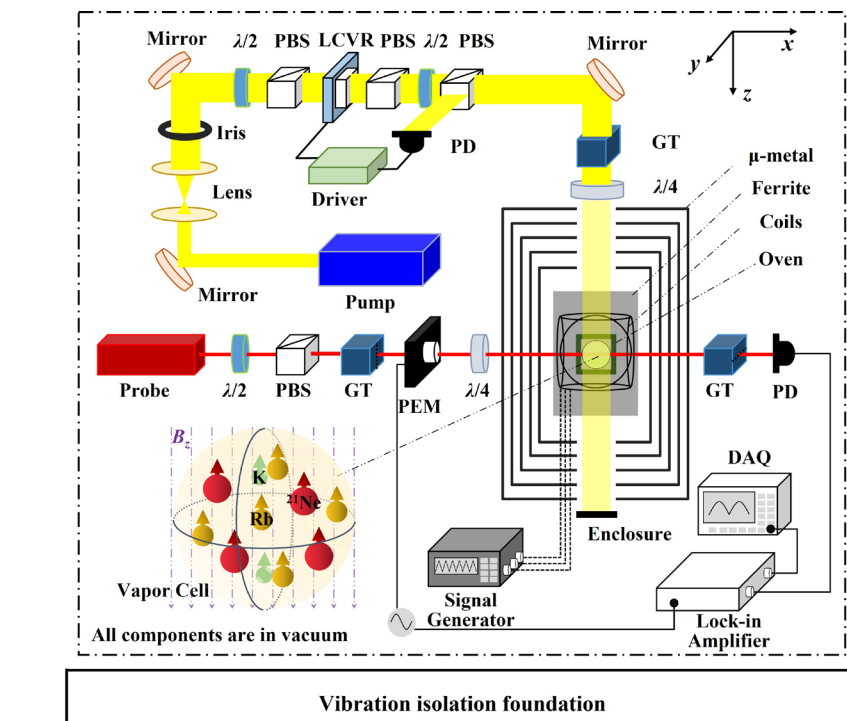 Mirror
λ/2
PBS
LCVR
PBS
λ/2
PBS
Mirror
x
y
z
Iris
PD
GT
Lens
Driver
λ/4
μ-metal
Ferrite
Coils
Oven
Mirror
Pump
Probe
λ/2
PBS
GT
PEM
λ/4
GT
PD
Bz
K
21Ne
Rb
DAQ
Enclosure
Vapor Cell
Signal
Generator
Lock-in
Amplifier
All components are in vacuum
Vibration isolation foundation